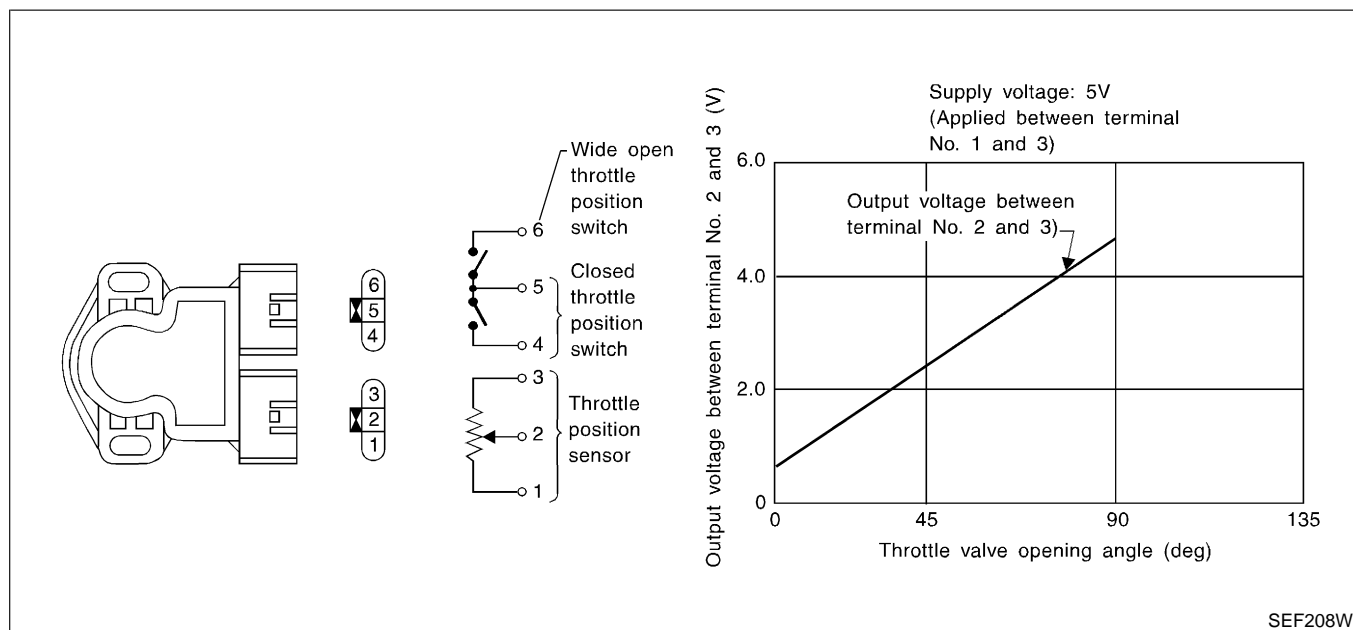 6
5
4
3
2
1
Wide open
throttle
position
switch
6
Closed
throttle
position
switch
5
4
3
Throttle
position
sensor
2
1
Supply voltage: 5V
(Applied between terminal
No. 1 and 3)
Output voltage between terminal No. 2 and 3 (V)
6.0
4.0
2.0
0
Output voltage between
terminal No. 2 and 3)
0 45 90 135
Throttle valve opening angle (deg)
SEF208W